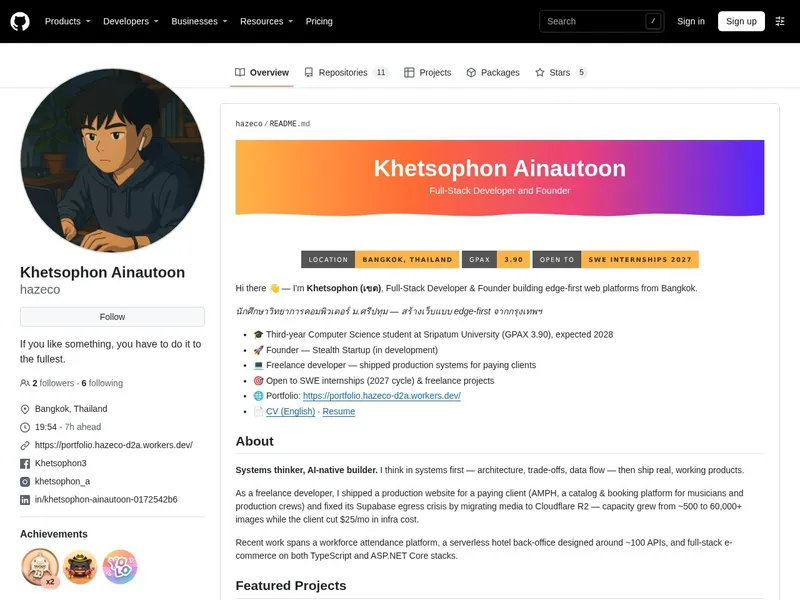 Products Developers Businesses Resources Pricing Search / Sign in Sign up
Overview Repositories 11 Projects Packages Stars 5
Khetsophon Ainautoon
hazeco
Follow
If you like something, you have to do it to
the fullest.
2 followers · 6 following
Bangkok, Thailand
19:54 - 7h ahead
https://portfolio.hazeco-d2a.workers.dev/
Khetsophon3
khetsophon_a
in/khetsophon-ainautoon-0172542b6
Achievements
x2
YOLO
hazeco/README.md
Khetsophon Ainautoon
Full-Stack Developer and Founder
LOCATION BANGKOK, THAILAND GPAX 3.90 OPEN TO SWE INTERNSHIPS 2027
Hi there 👋 — I'm Khetsophon (เขต), Full-Stack Developer & Founder building edge-first web platforms from Bangkok.
นักศึกษาวิทยาการคอมพิวเตอร์ ม.ศรีปทุม — สร้างเว็บแบบ edge-first จากกรุงเทพฯ
🎓 Third-year Computer Science student at Sripatum University (GPAX 3.90), expected 2028
🚀 Founder — Stealth Startup (in development)
💻 Freelance developer — shipped production systems for paying clients
🎯 Open to SWE internships (2027 cycle) & freelance projects
🌐 Portfolio: https://portfolio.hazeco-d2a.workers.dev/
📄 CV (English) · Resume
About
Systems thinker, AI-native builder. I think in systems first — architecture, trade-offs, data flow — then ship real, working products.
As a freelance developer, I shipped a production website for a paying client (AMPH, a catalog & booking platform for musicians and
production crews) and fixed its Supabase egress crisis by migrating media to Cloudflare R2 — capacity grew from ~500 to 60,000+
images while the client cut $25/mo in infra cost.
Recent work spans a workforce attendance platform, a serverless hotel back-office designed around ~100 APIs, and full-stack e-
commerce on both TypeScript and ASP.NET Core stacks.
Featured Projects